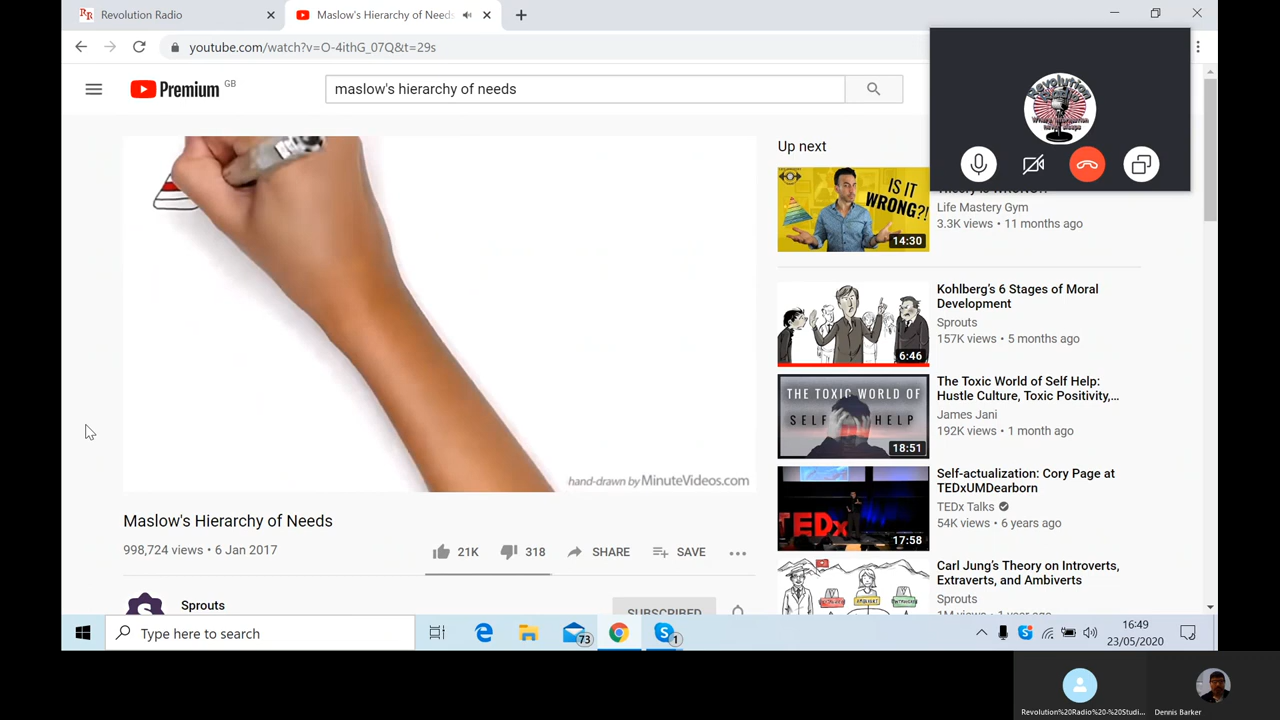 Revolution Radio
Maslow's Hierarchy of Needs
youtube.com/watch?v=O-4ithG_07Q&t=29s
Premium GB
maslow's hierarchy of needs
Up next
IS IT
WRONG?!
14:30
Life Mastery Gym
3.3K views • 11 months ago
Kohlberg's 6 Stages of Moral
Development
Sprouts
157K views • 5 months ago
6:46
THE TOXIC WORLD OF
SELF HELP
18:51
The Toxic World of Self Help:
Hustle Culture, Toxic Positivity,...
James Jani
192K views • 1 month ago
Self-actualization: Cory Page at
TEDxUMDearborn
TED Talks
54K views • 6 years ago
TEDx
17:58
Carl Jung's Theory on Introverts,
Extraverts, and Ambiverts
Sprouts
hand-drawn by MinuteVideos.com
Maslow's Hierarchy of Needs
998,724 views • 6 Jan 2017
21K 318 SHARE SAVE
Sprouts
SUBSCRIBED
Type here to search
73
1
16:49
23/05/2020
Revolution%20Radio%20-%20Studi...
Dennis Barker